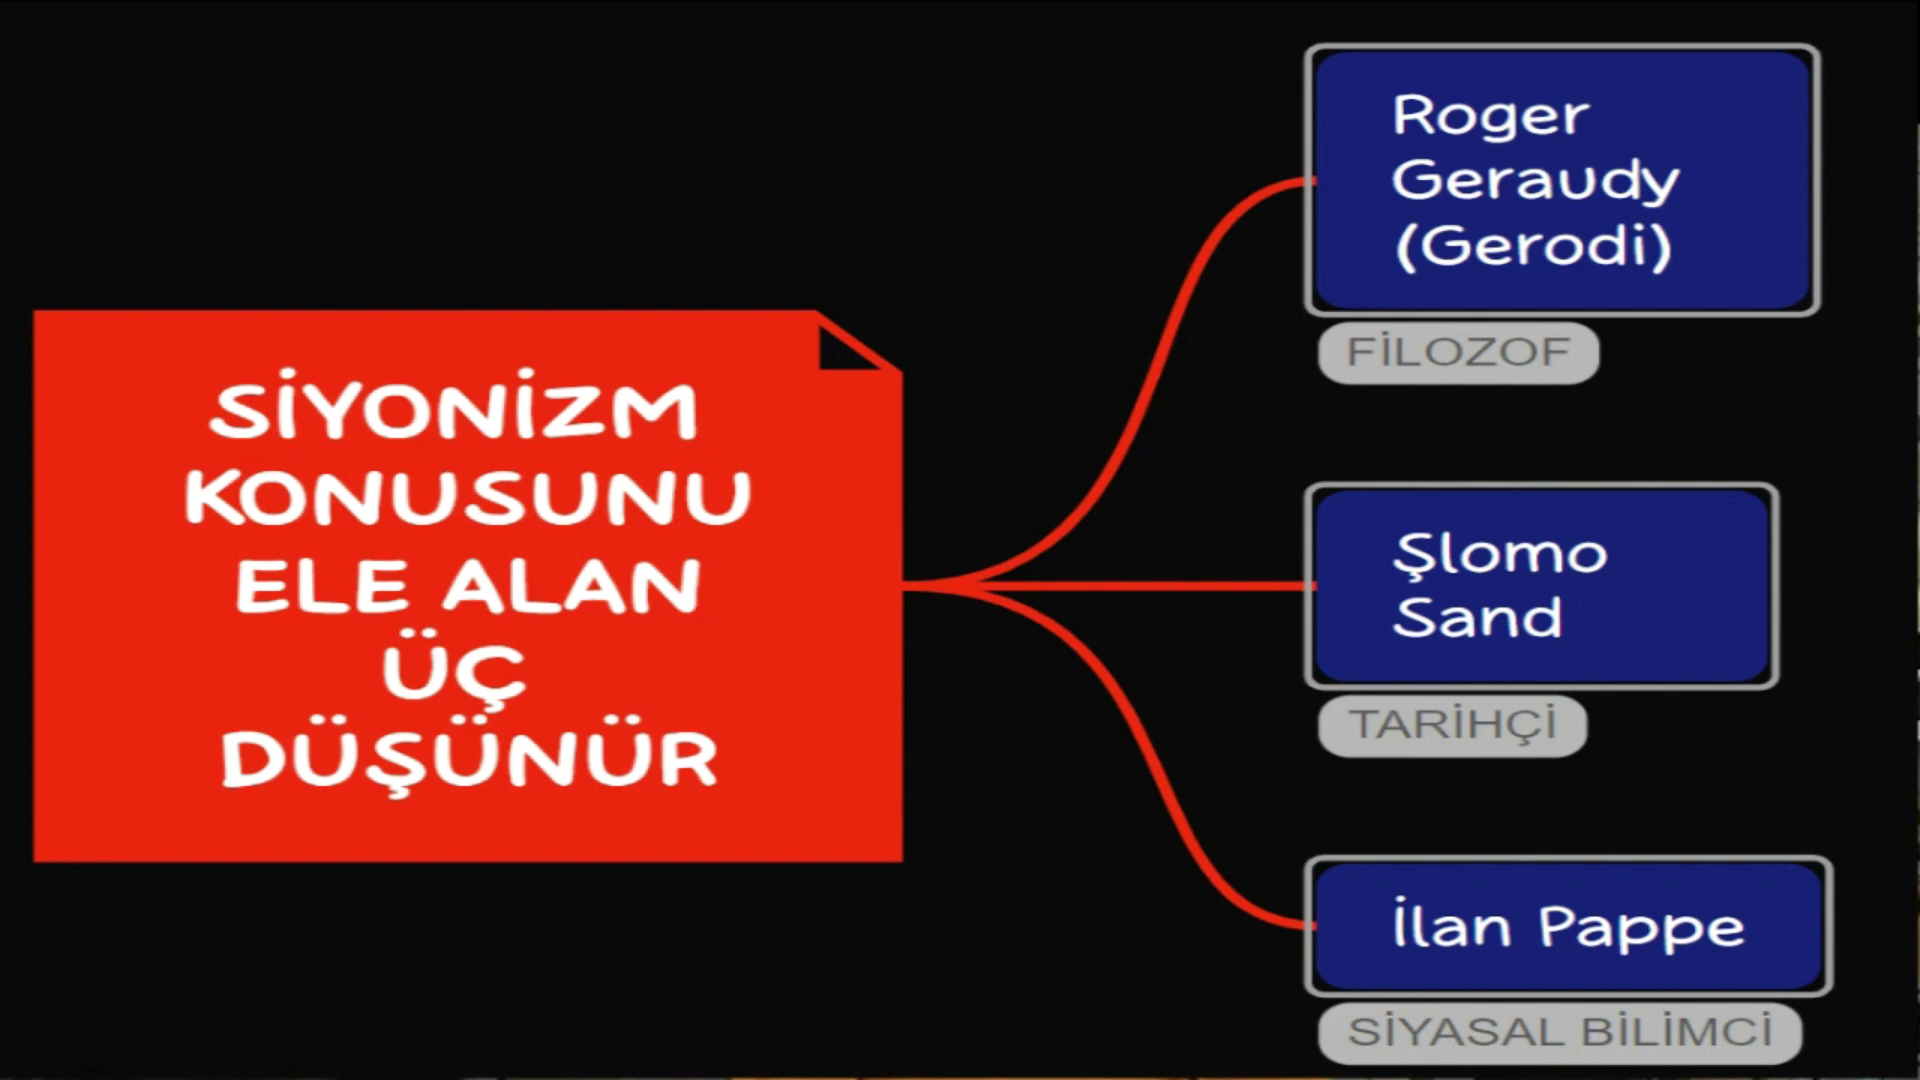 SİYONİZM
KONUSUNU
ELE ALAN
ÜÇ
DÜŞÜNÜR
Roger
Geraudy
(Gerodi)
FİLOZOF
Şlomo
Sand
TARİHÇİ
İlan Pappe
SİYASAL BİLİMCİ